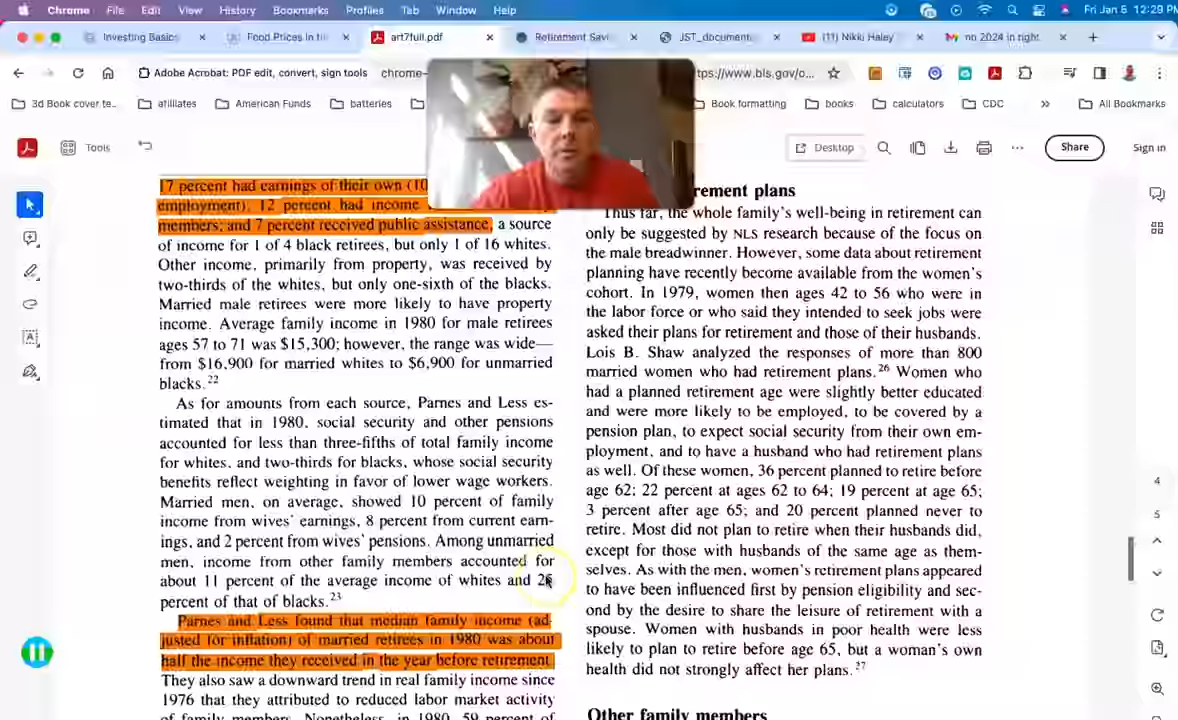 Chrome File Edit View History Bookmarks Profiles Tab Window Help Fri Jan 5 12:29 PM
Investing Basics Food Prices in t art7full.pdf Retirement Savi JST_document (11) Nikki Haley no 2024 in right
Adobe Acrobat: PDF edit, convert, sign tools chrome- tps://www.bls.gov/o...
3d Book cover te... afiliates American Funds batteries Book formatting books calculators CDC » All Bookmarks
Tools Desktop Share Sign in
17 percent had earnings of their own (10
employment), 12 percent had income
members; and 7 percent received public assistance, a source
of income for 1 of 4 black retirees, but only 1 of 16 whites.
Other income, primarily from property, was received by
two-thirds of the whites, but only one-sixth of the blacks.
Married male retirees were more likely to have property
income. Average family income in 1980 for male retirees
ages 57 to 71 was $15,300; however, the range was wide—
from $16,900 for married whites to $6,900 for unmarried
blacks.22
As for amounts from each source, Parnes and Less es-
timated that in 1980, social security and other pensions
accounted for less than three-fifths of total family income
for whites, and two-thirds for blacks, whose social security
benefits reflect weighting in favor of lower wage workers.
Married men, on average, showed 10 percent of family
income from wives' earnings, 8 percent from current earn-
ings, and 2 percent from wives' pensions. Among unmarried
men, income from other family members accounted for
about 11 percent of the average income of whites and
percent of that of blacks.23
Parnes and Less found that median family income (ad-
justed for inflation) of married retirees in 1980 was about
half the income they received in the year before retirement.
They also saw a downward trend in real family income since
1976 that they attributed to reduced labor market activity
of family members. Nonetheless, in 1980, 59 percent of
rement plans
Thus far, the whole family's well-being in retirement can
only be suggested by NLS research because of the focus on
the male breadwinner. However, some data about retirement
planning have recently become available from the women's
cohort. In 1979, women then ages 42 to 56 who were in
the labor force or who said they intended to seek jobs were
asked their plans for retirement and those of their husbands.
Lois B. Shaw analyzed the responses of more than 800
married women who had retirement plans.26 Women who
had a planned retirement age were slightly better educated
and were more likely to be employed, to be covered by a
pension plan, to expect social security from their own em-
ployment, and to have a husband who had retirement plans
as well. Of these women, 36 percent planned to retire before
age 62; 22 percent at ages 62 to 64; 19 percent at age 65;
3 percent after age 65; and 20 percent planned never to
retire. Most did not plan to retire when their husbands did,
except for those with husbands of the same age as them-
selves. As with the men, women's retirement plans appeared
to have been influenced first by pension eligibility and sec-
ond by the desire to share the leisure of retirement with a
spouse. Women with husbands in poor health were less
likely to plan to retire before age 65, but a woman's own
health did not strongly affect her plans.27
Other family members
4
5